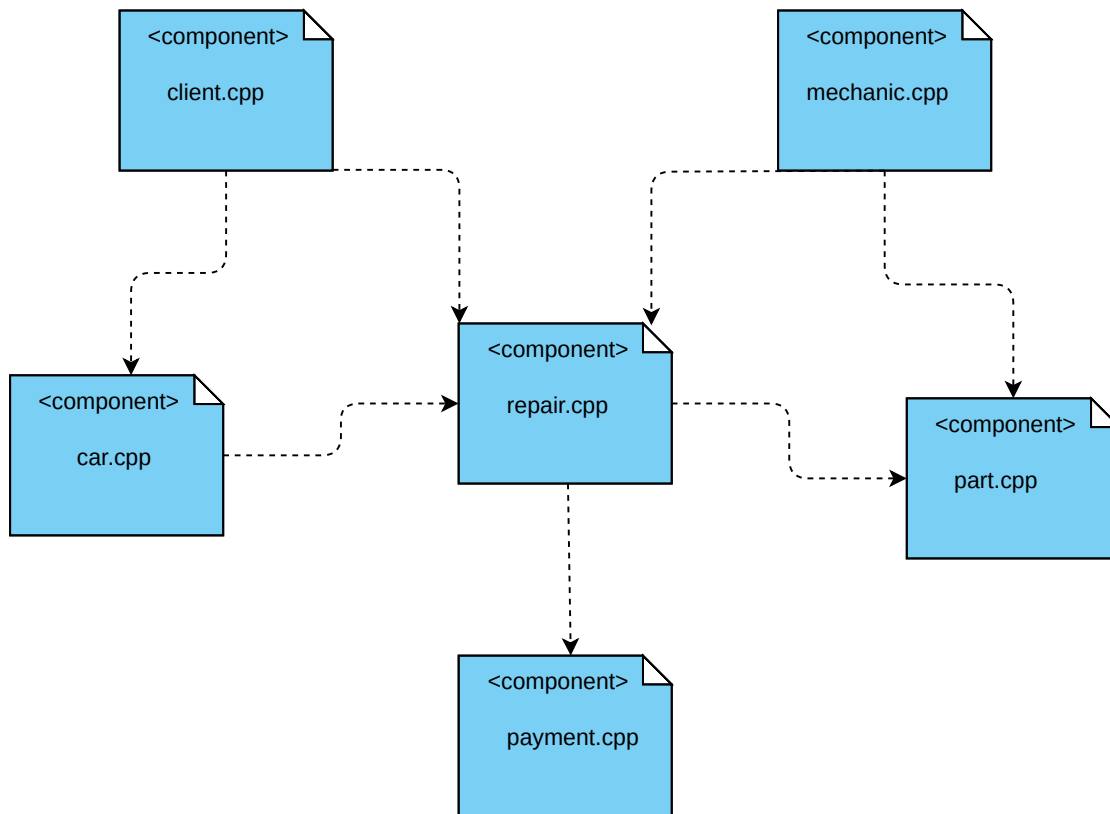 <component>
client.cpp
<component>
mechanic.cpp
<component>
repair.cpp
<component>
car.cpp
<component>
part.cpp
<component>
payment.cpp